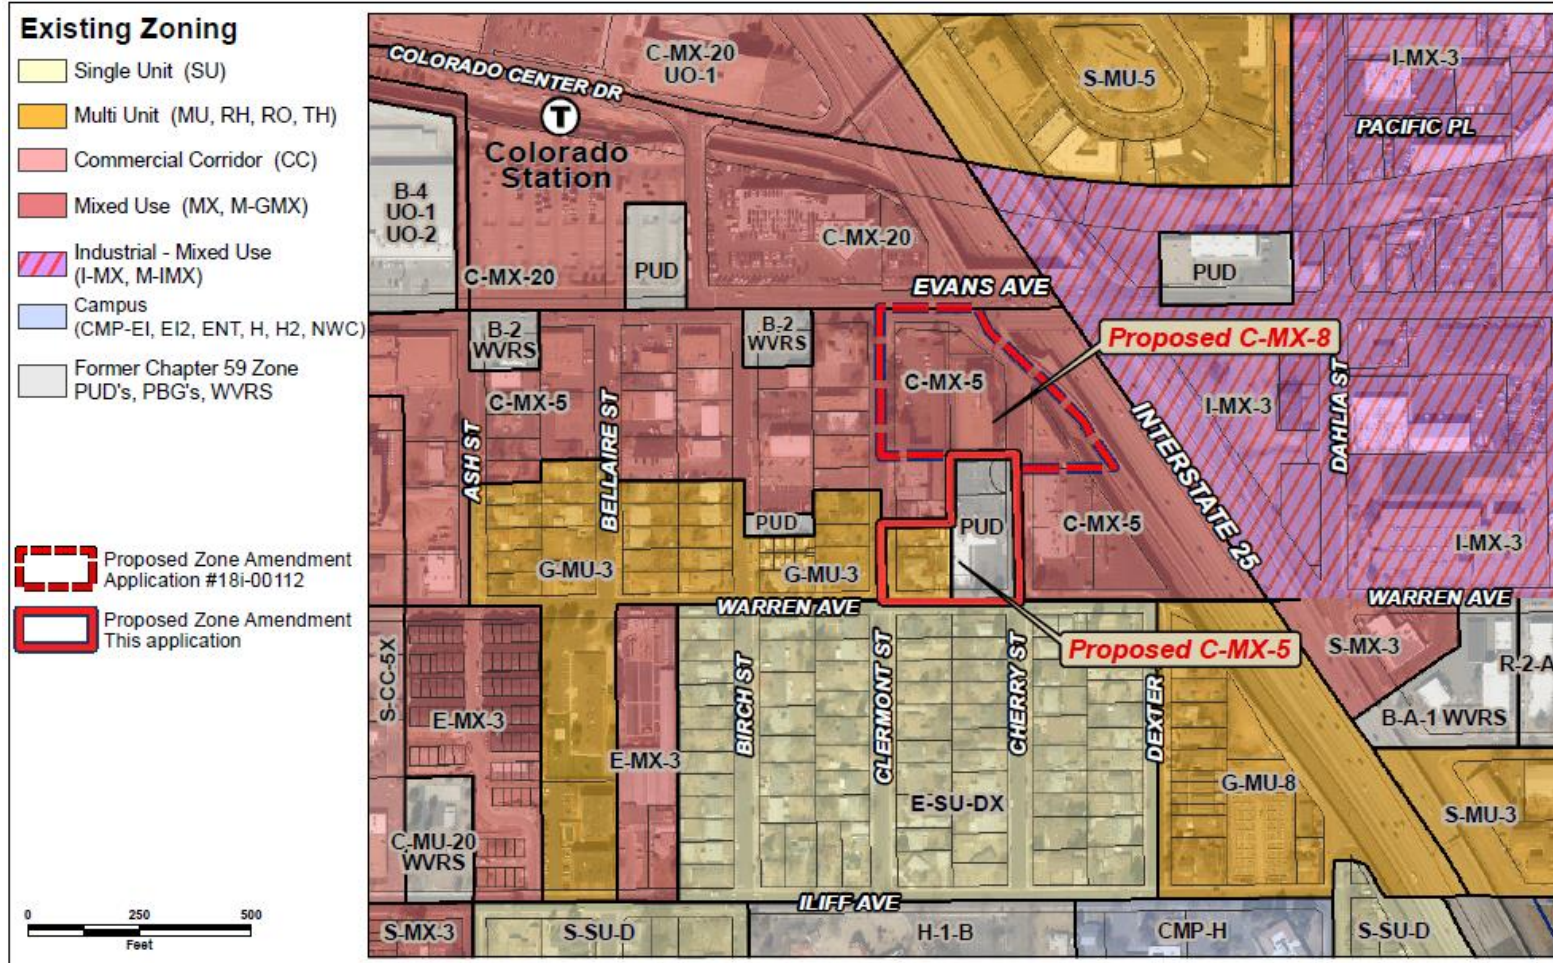 Existing Zoning
Single Unit (SU)
Multi Unit (MU, RH, RO, TH)
Commercial Corridor (CC)
Mixed Use (MX, M-GMX)
Industrial - Mixed Use
(I-MX, M-IMX)
Campus
(CMP-EI, EI2, ENT, H, H2, NWC)
Former Chapter 59 Zone
PUD's, PBG's, WVRS
Proposed Zone Amendment
Application #18i-00112
Proposed Zone Amendment
This application
0 250 500
Feet
COLORADO CENTER DR
C-MX-20
UO-1
S-MU-5
I-MX-3
PACIFIC PL
T
Colorado
Station
B-4
UO-1
UO-2
C-MX-20
PUD
C-MX-20
PUD
EVANS AVE
B-2
WVRS
B-2
WVRS
Proposed C-MX-8
C-MX-5
C-MX-5
I-MX-3
DAHLIA ST
ASH ST
BELLAIRE ST
INTERSTATE 25
PUD
PUD
C-MX-5
I-MX-3
G-MU-3
G-MU-3
WARREN AVE
WARREN AVE
Proposed C-MX-5
S-MX-3
R-2-A
B-A-1 WVRS
S-CC-5X
E-MX-3
E-MX-3
BIRCH ST
CLERMONT ST
CHERRY ST
DEXTER
E-SU-DX
G-MU-8
S-MU-3
C-MU-20
WVRS
ILIFF AVE
S-MX-3
S-SU-D
H-1-B
CMP-H
S-SU-D